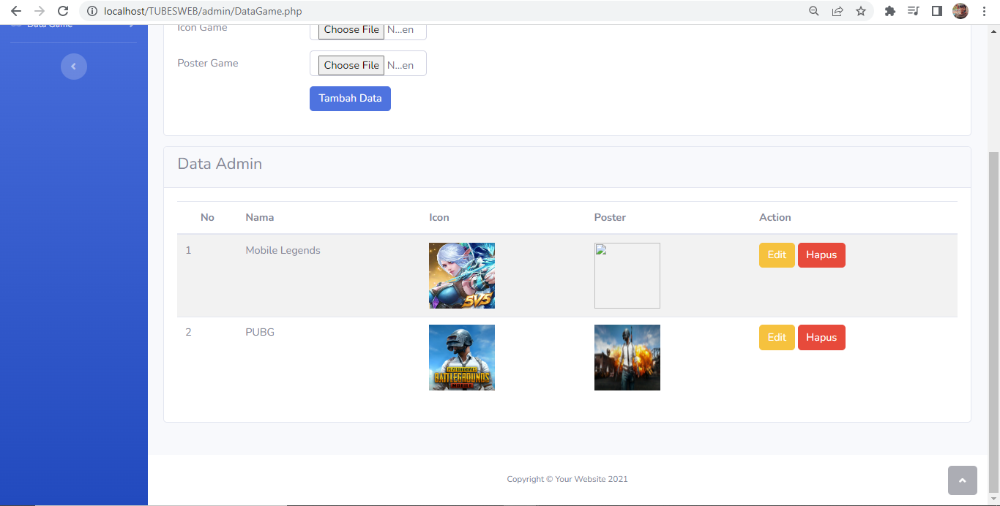 localhost/TUBESWEB/admin/DataGame.php
Data Game
Icon Game
Choose File N...en
Poster Game
Choose File N...en
Tambah Data
Data Admin
No Nama Icon Poster Action
1 Mobile Legends Edit Hapus
5V5
2 PUBG Edit Hapus
BATTLEGROUNDS
MOBILE
Copyright © Your Website 2021